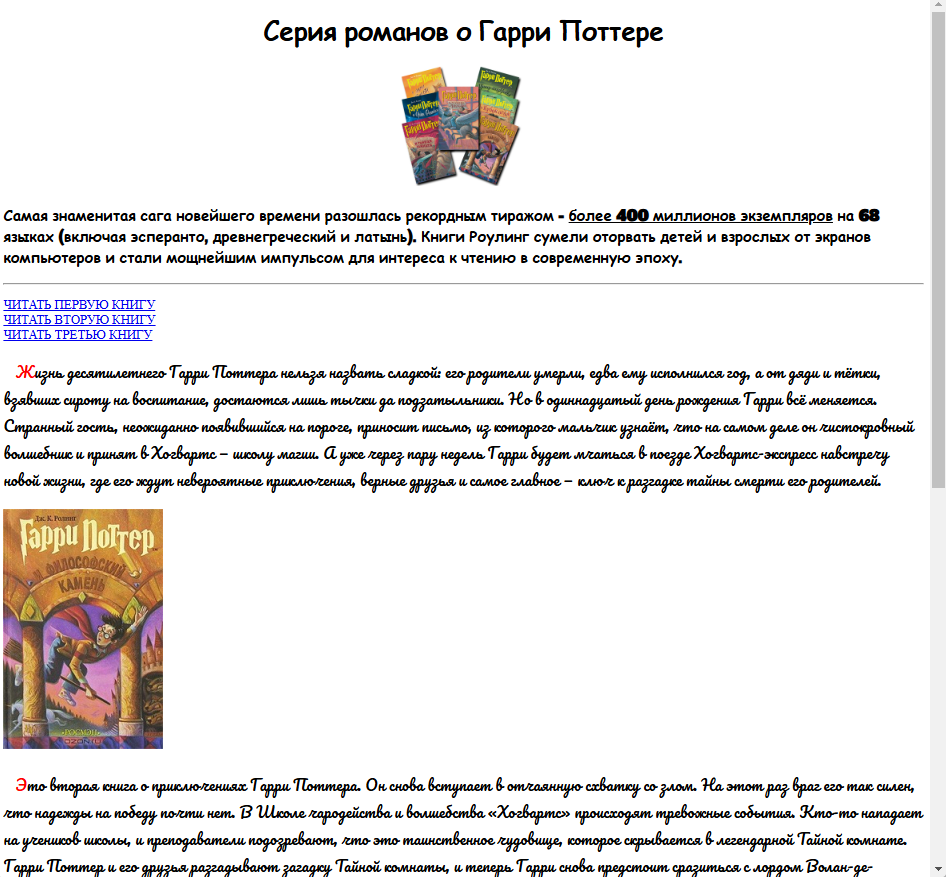 Серия романов о Гарри Поттере
Самая знаменитая сага новейшего времени разошлась рекордным тиражом - более 400 миллионов экземпляров на 68
языках (включая эсперанто, древнегреческий и латынь). Книги Роулинг сумели оторвать детей и взрослых от экранов
компьютеров и стали мощнейшим импульсом для интереса к чтению в современную эпоху.
ЧИТАТЬ ПЕРВУЮ КНИГУ
ЧИТАТЬ ВТОРУЮ КНИГУ
ЧИТАТЬ ТРЕТЬЮ КНИГУ
Жизнь десятилетнего Гарри Поттера нельзя назвать сладкой: его родители умерли, едва ему исполнился год, а от дяди и тётки,
взявших сироту на воспитание, достаются лишь тычки да подзатыльники. Но в одиннадцатый день рождения Гарри всё меняется.
Странный гость, неожиданно появившийся на пороге, приносит письмо, из которого мальчик узнаёт, что на самом деле он чистокровный
волшебник и принят в Хогвартс – школу магии. А уже через пару недель Гарри будет мчаться в поезде Хогвартс-экспресс навстречу
новой жизни, где его ждут невероятные приключения, верные друзья и самое главное – ключ к разгадке тайны смерти его родителей.
Дж. К. Ролинг
Гарри Поттер
и философский
камень
РОСМЭН
Это вторая книга о приключениях Гарри Поттера. Он снова вступает в отчаянную схватку со злом. На этот раз враг его так силен,
что надежды на победу почти нет. В Школе чародейства и волшебства «Хогвартс» происходят тревожные события. Кто-то нападает
на учеников школы, и преподаватели подозревают, что это таинственное чудовище, которое скрывается в легендарной Тайной комнате.
Гарри Поттер и его друзья разгадывают загадку Тайной комнаты, и теперь Гарри снова предстоит сразиться с лордом Волан-де-